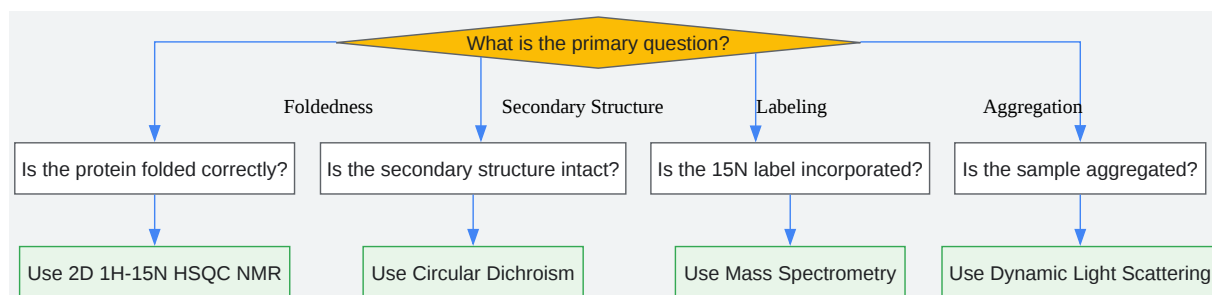 What is the primary question?
Foldedness
Secondary Structure
Labeling
Aggregation
Is the protein folded correctly?
Is the secondary structure intact?
Is the 15N label incorporated?
Is the sample aggregated?
Use 2D 1H-15N HSQC NMR
Use Circular Dichroism
Use Mass Spectrometry
Use Dynamic Light Scattering